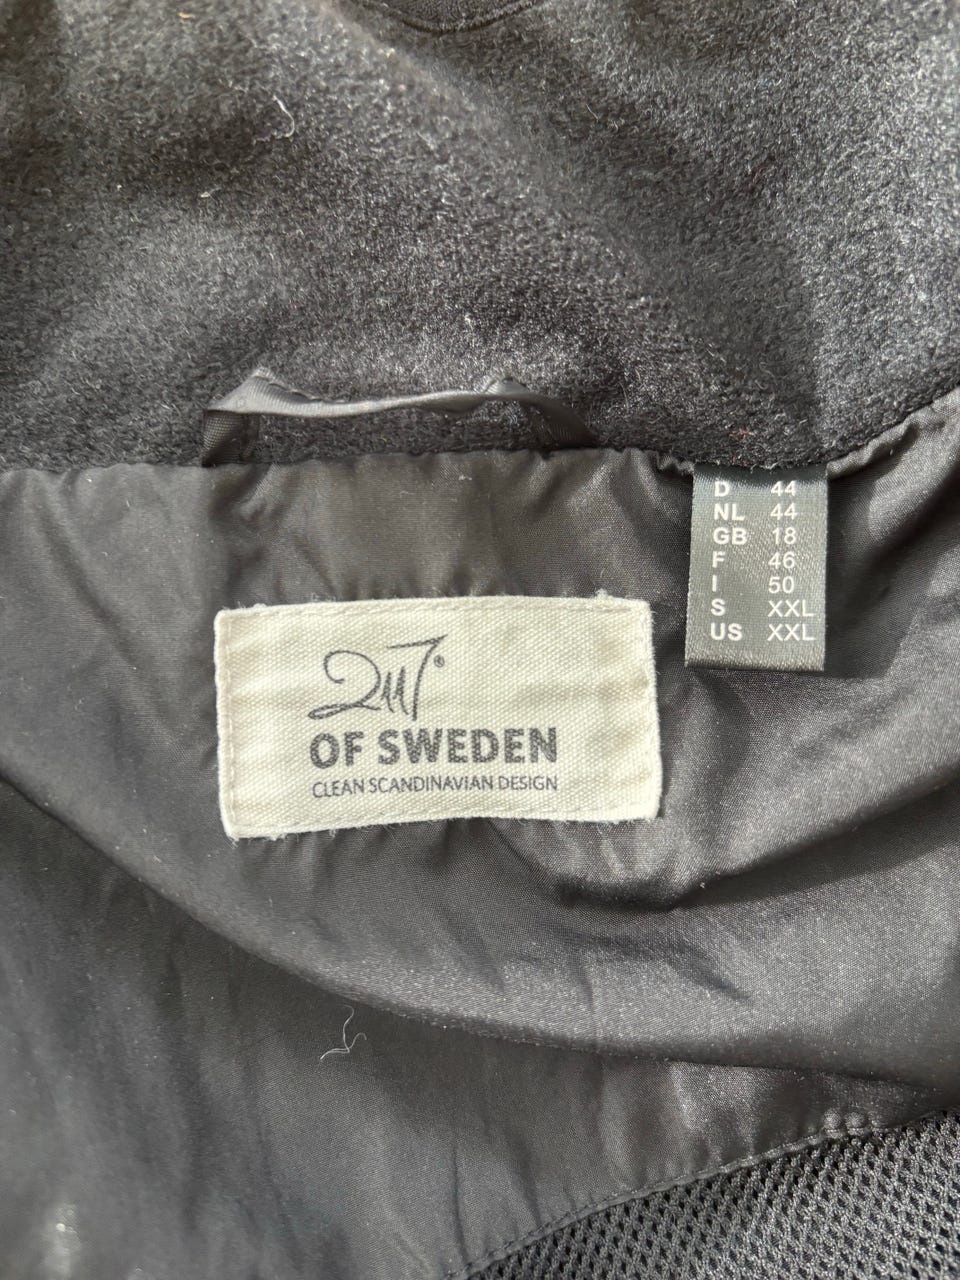 2117®
OF SWEDEN
CLEAN SCANDINAVIAN DESIGN
D 44
NL 44
GB 18
F 46
I 50
S XXL
US XXL